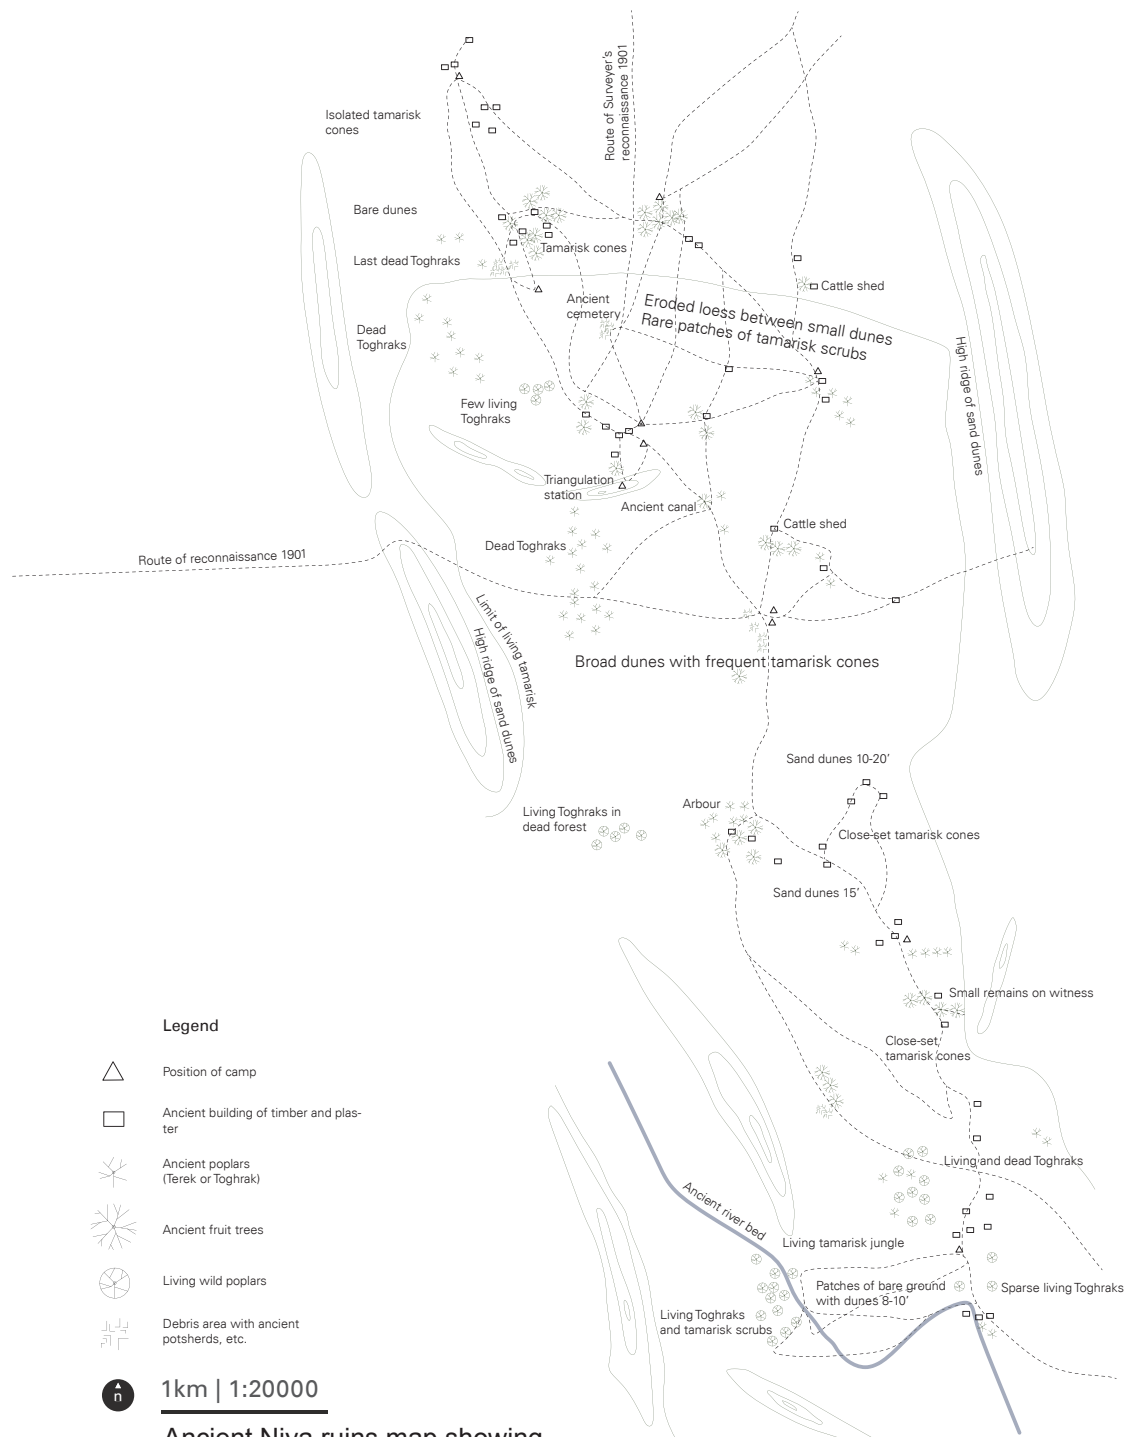 Route of Surveyer's
reconnaissance 1901
Isolated tamarisk
cones
Bare dunes
Tamarisk cones
Last dead Toghraks
Cattle shed
Ancient
cemetery
Eroded loess between small dunes
Rare patches of tamarisk scrubs
Dead
Toghraks
High ridge of sand dunes
Few living
Toghraks
Triangulation
station
Ancient canal
Cattle shed
Dead Toghraks
Route of reconnaissance 1901
Limit of living tamarisk
High ridge of sand dunes
Broad dunes with frequent tamarisk cones
Sand dunes 10-20'
Arbour
Living Toghraks in
dead forest
Close-set tamarisk cones
Sand dunes 15'
Small remains on witness
Close-set
tamarisk cones
Living and dead Toghraks
Ancient river bed
Living tamarisk jungle
Patches of bare ground
with dunes 8-10'
Sparse living Toghraks
Living Toghraks
and tamarisk scrubs
Legend
Position of camp
Ancient building of timber and plas-
ter
Ancient poplars
(Terek or Toghrak)
Ancient fruit trees
Living wild poplars
Debris area with ancient
potsherds, etc.
n
1km | 1:20000
Ancient Niya ruins map showing